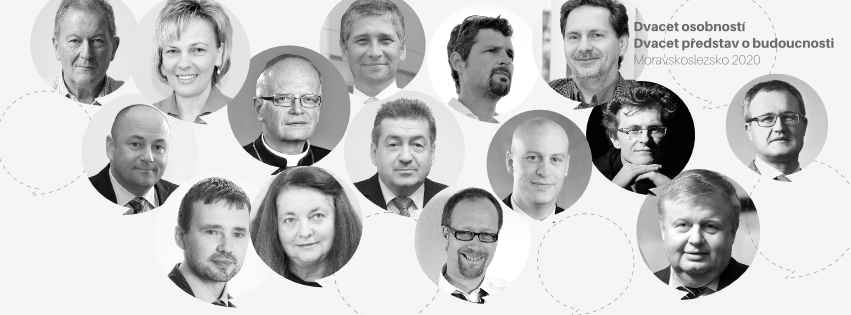 Dvacet osobností
Dvacet představ o budoucnosti
Moravskoslezsko 2020